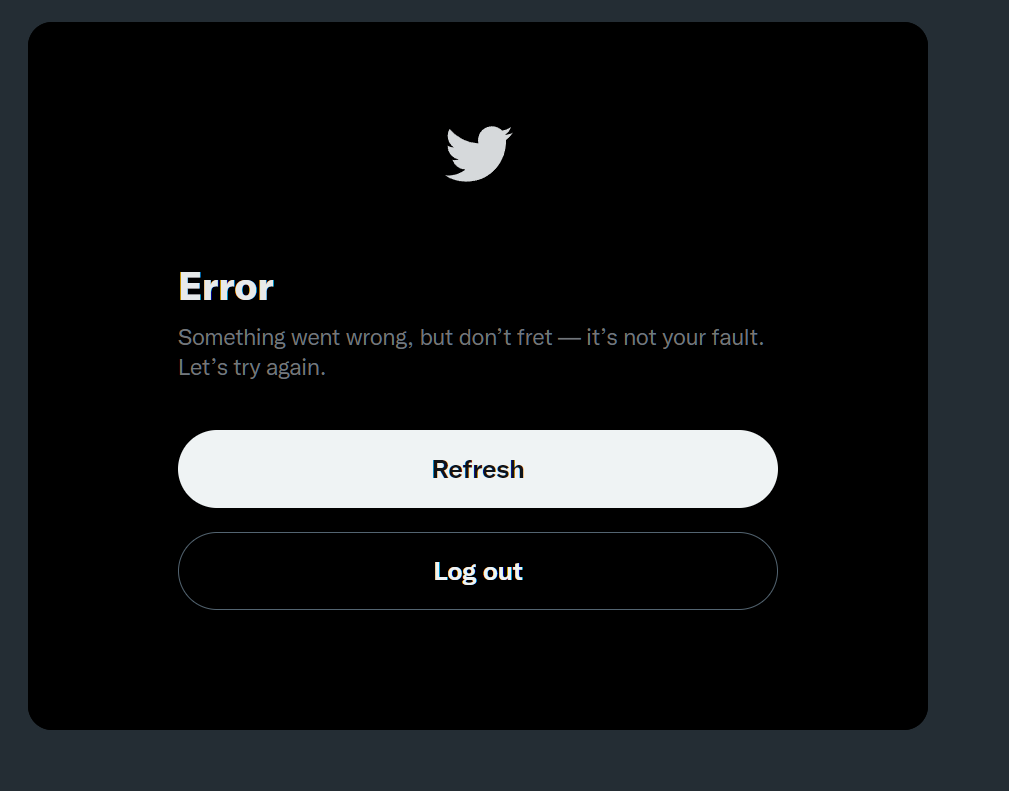 Error
Something went wrong, but don’t fret — it’s not your fault.
Let’s try again.
Refresh
Log out